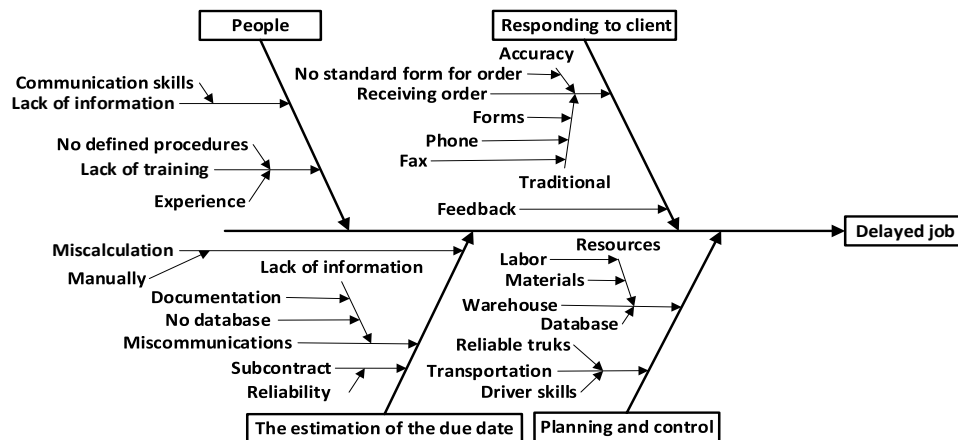 People
Responding to client
Accuracy
Communication skills
No standard form for order
Lack of information
Receiving order
Forms
No defined procedures
Phone
Lack of training
Fax
Traditional
Experience
Feedback
Delayed job
Miscalculation
Resources
Manually
Lack of information
Labor
Materials
Documentation
Warehouse
No database
Database
Miscommunications
Reliable truks
Subcontract
Transportation
Reliability
Driver skills
The estimation of the due date
Planning and control